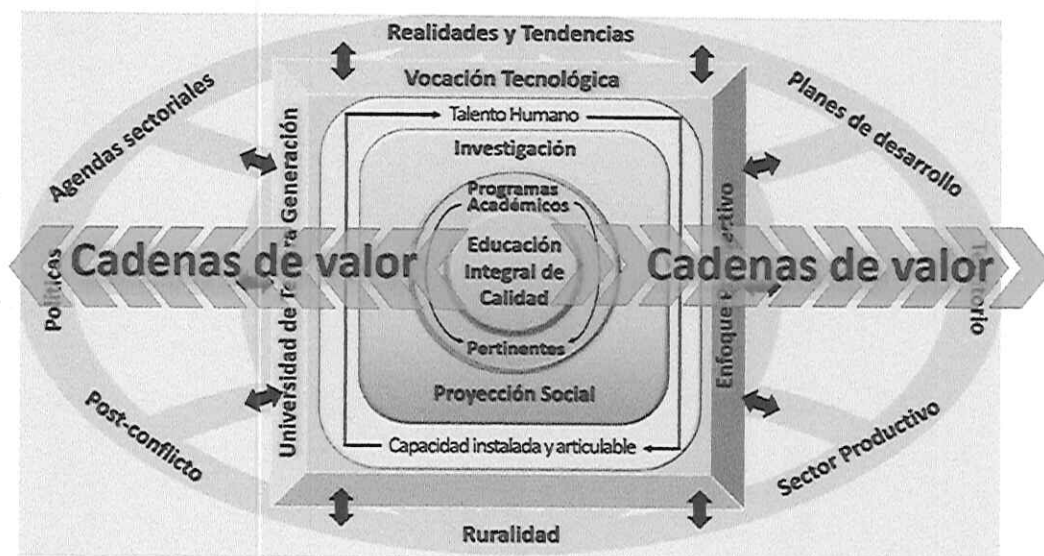 Realidades y Tendencias
Vocación Tecnológica
Agendas sectoriales
Planes de desarrollo
Talento Humano
Investigación
Programas
Académicos
Educación
Integral de
Calidad
Pertinentes
Cadenas de valor
Cadenas de valor
Políticas
Universidad de
Generación
Enfoque
Proyección Social
Capacidad instalada y articulable
Post-conflicto
Sector Productivo
Ruralidad